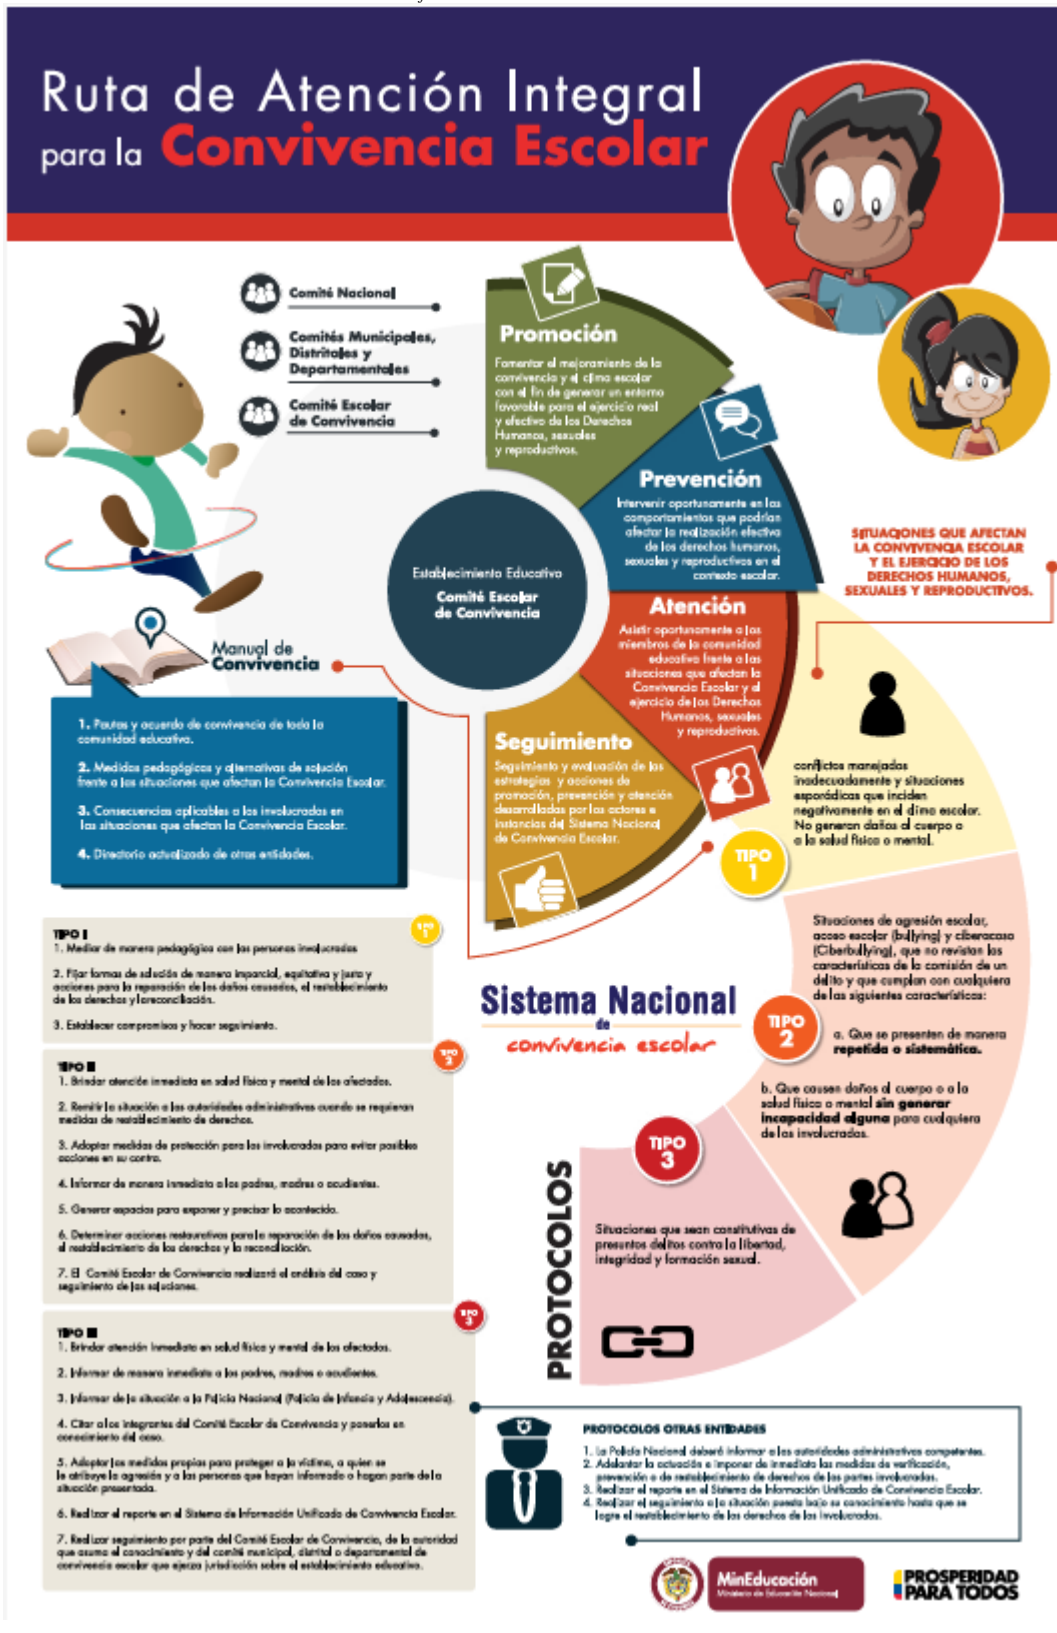 Ruta de Atención Integral
para la Convivencia Escolar
Comité Nacional
Comités Municipales,
Distritales y
Departamentales
Comité Escolar
de Convivencia
Promoción
Fomentar el mejoramiento de la
convivencia y el clima escolar
con el fin de generar un entorno
favorable para el ejercicio real
y efectivo de los Derechos
Humanos, sexuales
y reproductivos.
Prevención
Intervenir oportunamente en los
comportamientos que podrían
afectar la realización efectiva
de los derechos humanos,
sexuales y reproductivos en el
contexto escolar.
Establecimiento Educativo
Comité Escolar
de Convivencia
Atención
Asistir oportunamente a los
miembros de la comunidad
educativa frente a las
situaciones que afectan la
Convivencia Escolar y el
ejercicio de los Derechos
Humanos, sexuales
y reproductivos.
Seguimiento
Seguimiento y evaluación de las
estrategias y acciones de
promoción, prevención y atención
desarrolladas por los actores e
instancias del Sistema Nacional
de Convivencia Escolar.
SITUACIONES QUE AFECTAN
LA CONVIVENCIA ESCOLAR
Y EL EJERCICIO DE LOS
DERECHOS HUMANOS,
SEXUALES Y REPRODUCTIVOS.
Manual de
Convivencia
1. Pautas y acuerdo de convivencia de toda la
comunidad educativa.
2. Medidas pedagógicas y alternativas de solución
frente a las situaciones que afectan la Convivencia Escolar.
3. Consecuencias aplicables a los involucrados en
las situaciones que afectan la Convivencia Escolar.
4. Directorio actualizado de otras entidades.
conflictos manejados
inadecuadamente y situaciones
esporádicas que inciden
negativamente en el clima escolar.
No generan daños al cuerpo o
a la salud física o mental.
TIPO
1
Situaciones de agresión escolar,
acoso escolar (bullying) y ciberacoso
(Ciberbullying), que no revistan las
características de la comisión de un
delito y que cumplan con cualquiera
de las siguientes características:
a. Que se presenten de manera
repetida o sistemática.
b. Que causen daños al cuerpo o a la
salud física o mental sin generar
incapacidad alguna para cualquiera
de los involucrados.
TIPO
2
TIPO
3
Situaciones que sean constitutivas de
presuntos delitos contra la libertad,
integridad y formación sexual.
PROTOCOLOS
Sistema Nacional
de
convivencia escolar
TIPO
1
TIPO I
1. Mediar de manera pedagógica con las personas involucradas
2. Fijar formas de solución de manera imparcial, equitativa y justa y
acciones para la reparación de los daños causados, el restablecimiento
de los derechos y la reconciliación.
3. Establecer compromisos y hacer seguimiento.
TIPO
2
TIPO II
1. Brindar atención inmediata en salud física y mental de los afectados.
2. Remitir la situación a las autoridades administrativas cuando se requieran
medidas de restablecimiento de derechos.
3. Adoptar medidas de protección para los involucrados para evitar posibles
acciones en su contra.
4. Informar de manera inmediata a los padres, madres o acudientes.
5. Generar espacios para exponer y precisar lo acontecido.
6. Determinar acciones restaurativas para la reparación de los daños causados,
el restablecimiento de los derechos y la reconciliación.
7. El Comité Escolar de Convivencia realizará el análisis del caso y
seguimiento de las soluciones.
TIPO
3
TIPO III
1. Brindar atención inmediata en salud física y mental de los afectados.
2. Informar de manera inmediata a los padres, madres o acudientes.
3. Informar de la situación a la Policía Nacional (Policía de Infancia y Adolescencia).
4. Citar a los integrantes del Comité Escolar de Convivencia y ponerlos en
conocimiento del caso.
5. Adoptar las medidas propias para proteger a la víctima, a quien se
le atribuye la agresión y a las personas que hayan informado o hagan parte de la
situación presentada.
6. Realizar el reporte en el Sistema de Información Unificado de Convivencia Escolar.
7. Realizar seguimiento por parte del Comité Escolar de Convivencia, de la autoridad
que asuma el conocimiento y del comité municipal, distrital o departamental de
convivencia escolar que ejerza jurisdicción sobre el establecimiento educativo.
PROTOCOLOS OTRAS ENTIDADES
1. La Policía Nacional deberá informar a las autoridades administrativas competentes.
2. Adelantar la actuación e imponer de inmediato las medidas de verificación,
prevención o de restablecimiento de derechos de las partes involucradas.
3. Realizar el reporte en el Sistema de Información Unificado de Convivencia Escolar.
4. Realizar el seguimiento a la situación puesta bajo su conocimiento hasta que se
logre el restablecimiento de los derechos de los involucrados.
MinEducación
Ministerio de Educación Nacional
PROSPERIDAD
PARA TODOS